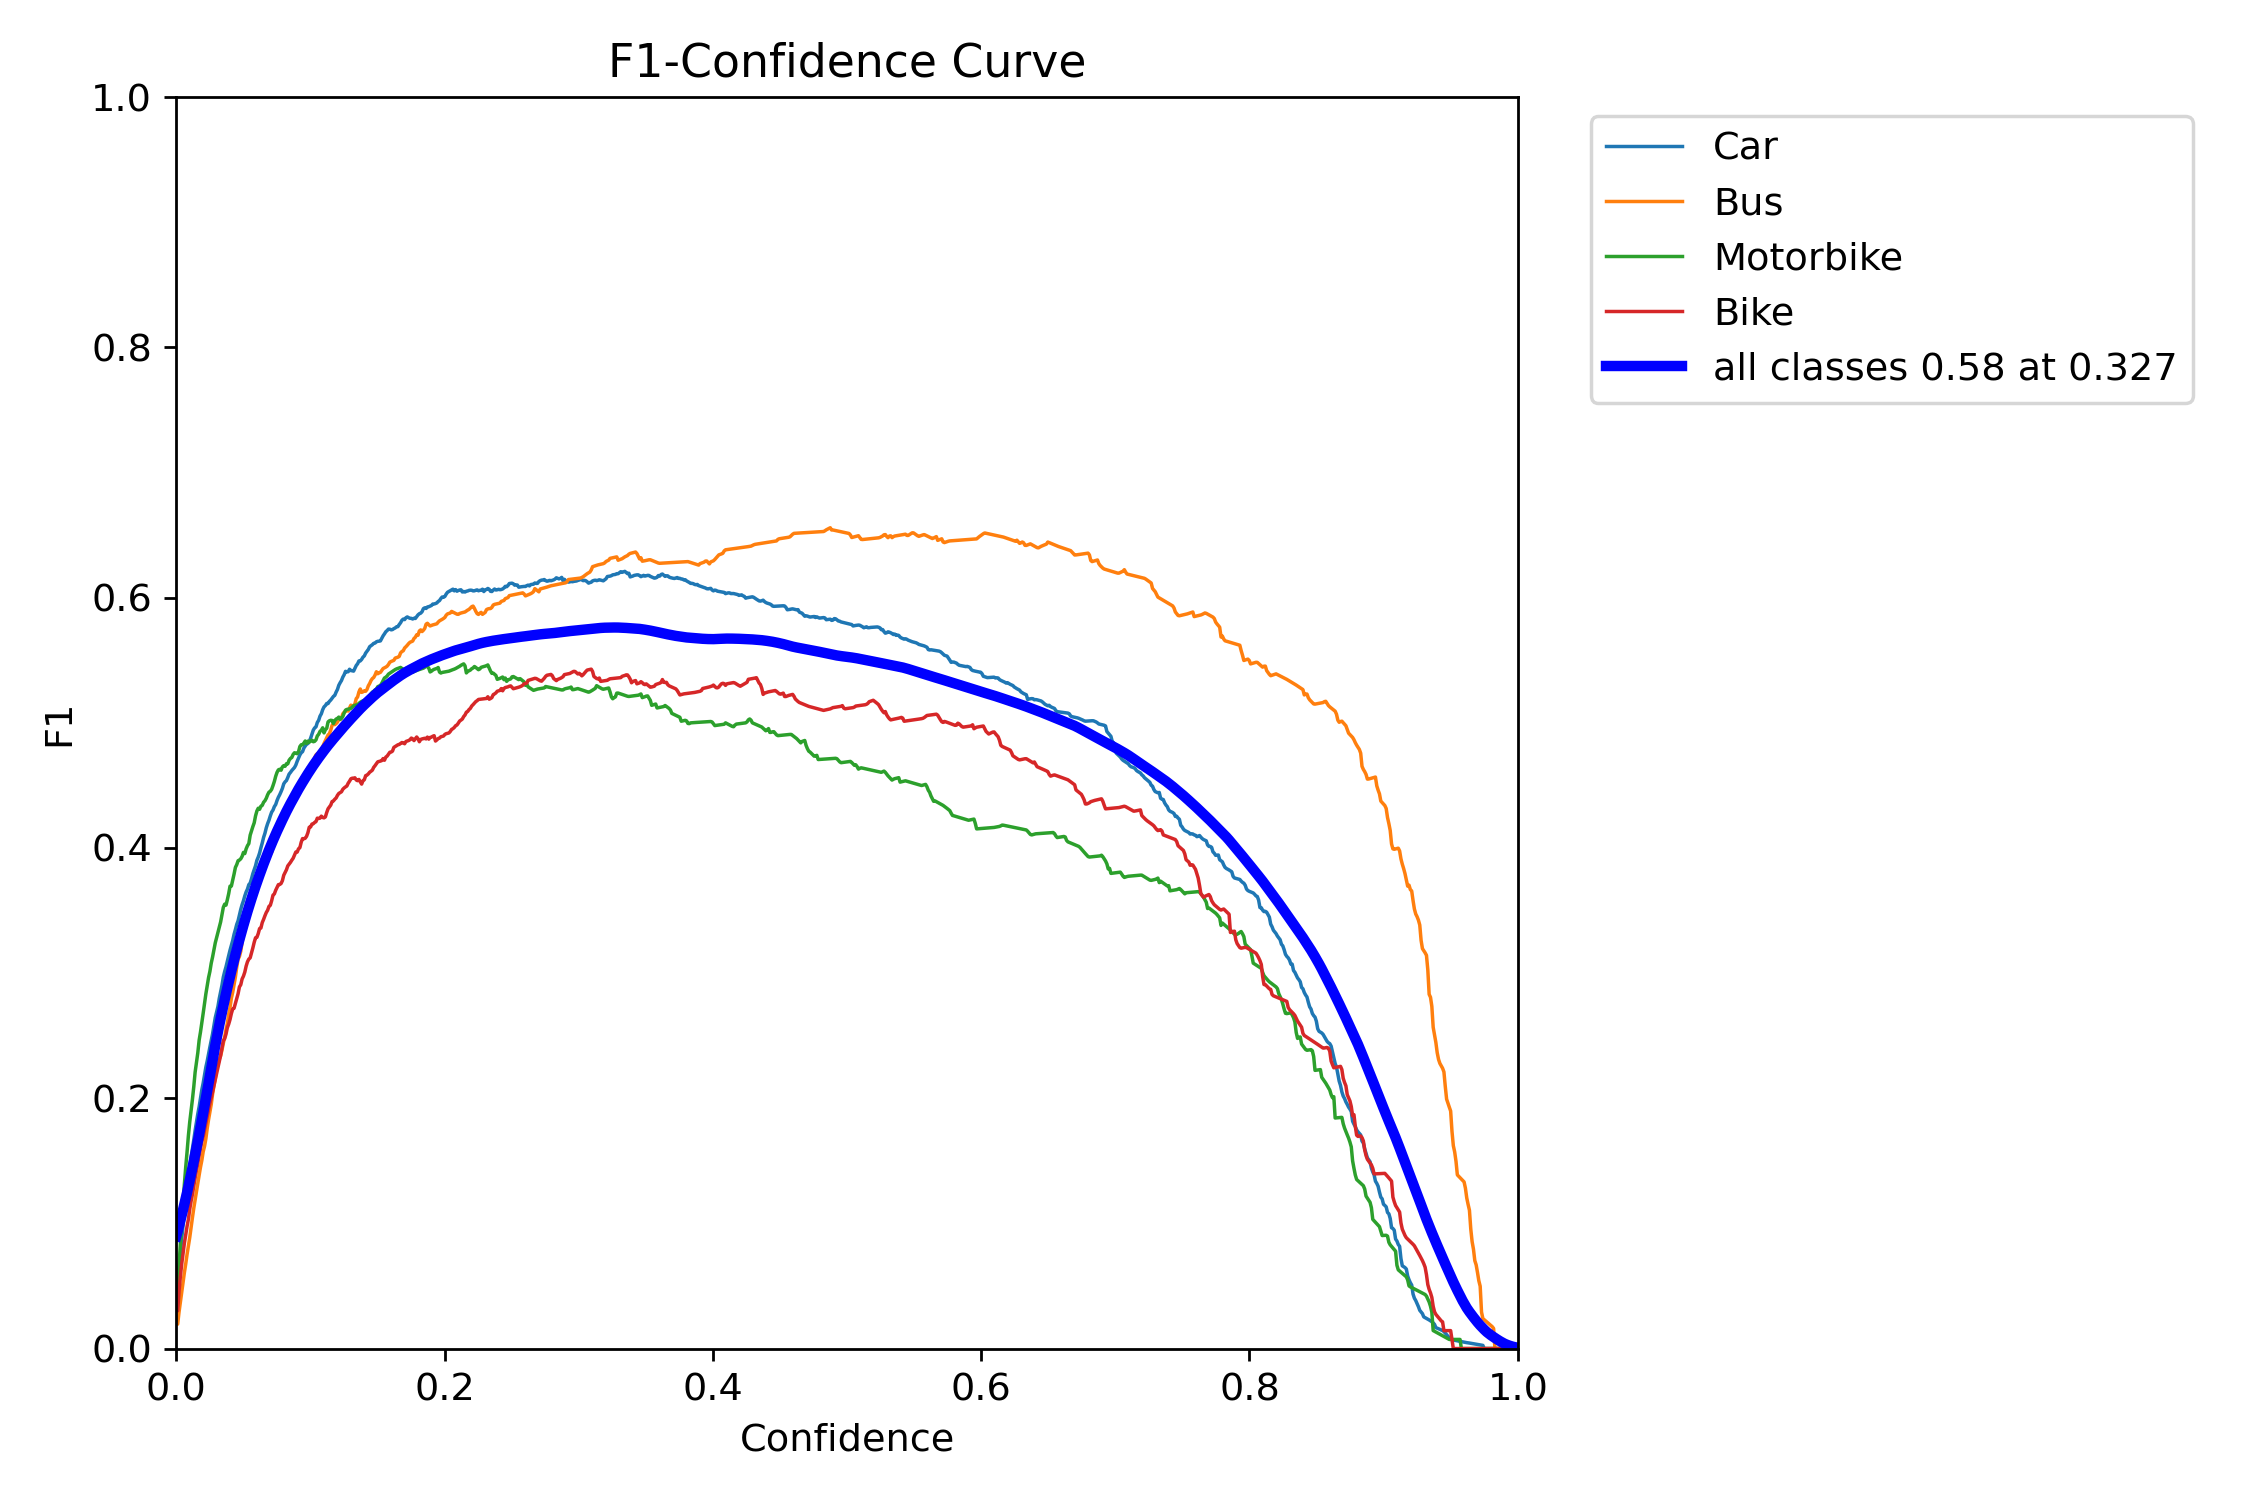 F1-Confidence Curve
1.0
0.8
0.6
0.4
0.2
0.0
F1
0.0 0.2 0.4 0.6 0.8 1.0
Confidence
Car
Bus
Motorbike
Bike
all classes 0.58 at 0.327